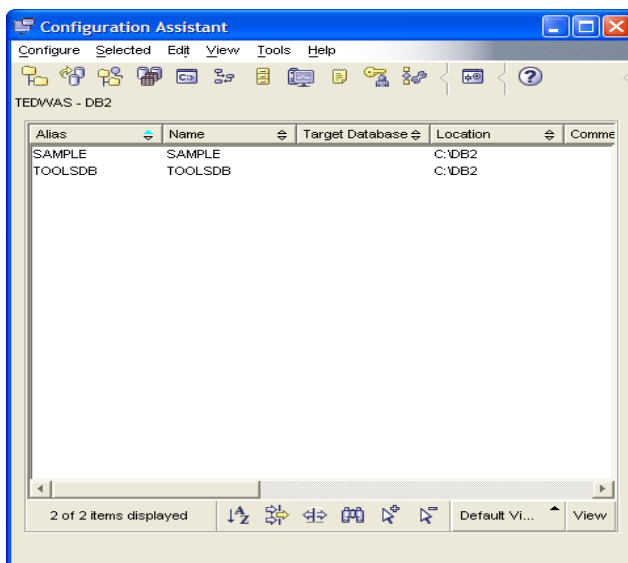 Configuration Assistant
Configure Selected Edit View Tools Help
TEDWAS - DB2
Alias Name Target Database Location Comme
SAMPLE SAMPLE C:\DB2
TOOLSDB TOOLSDB C:\DB2
2 of 2 items displayed Default Vi... View